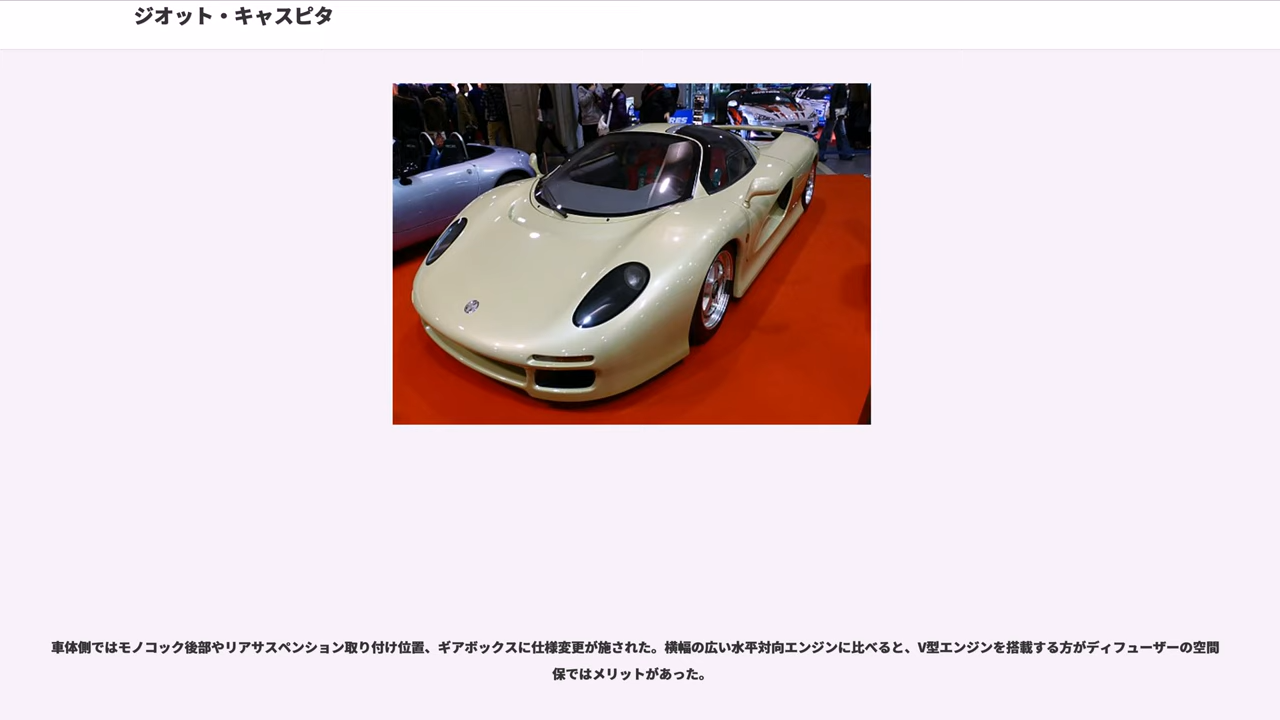 ジオット・キャスピタ
RES
車体側ではモノコック後部やリアサスペンション取り付け位置、ギアボックスに仕様変更が施された。横幅の広い水平対向エンジンに比べると、V型エンジンを搭載する方がディフューザーの空間
保ではメリットがあった。